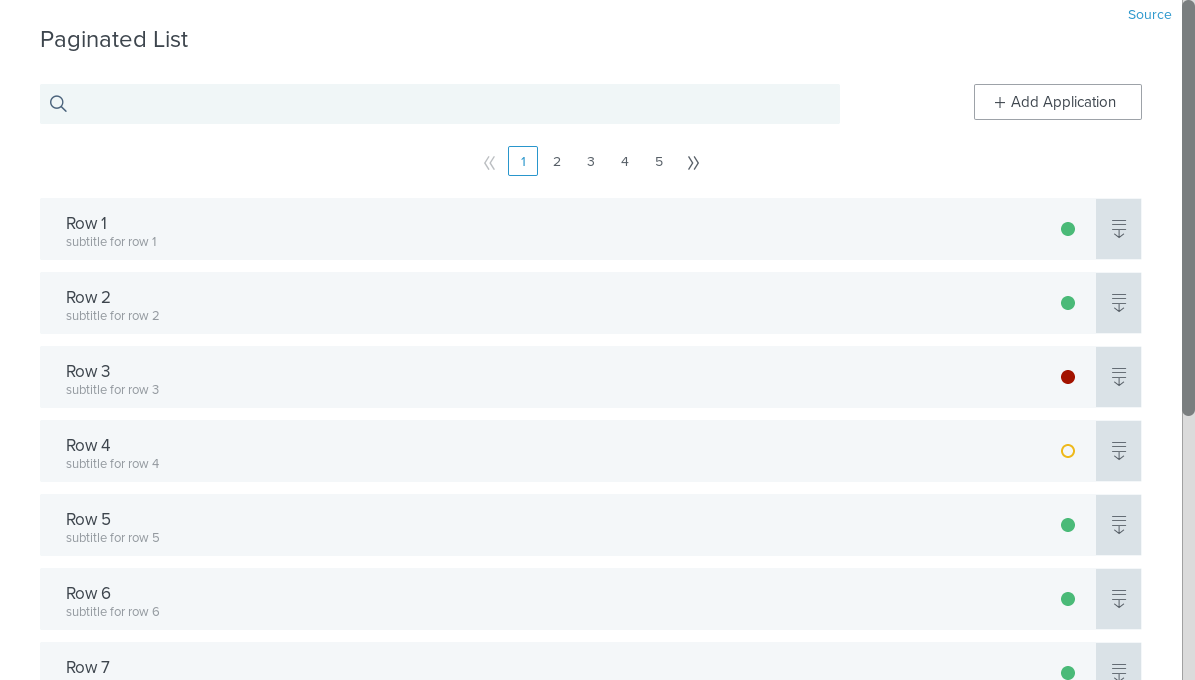 Source
Paginated List
+ Add Application
1 2 3 4 5
Row 1
subtitle for row 1
Row 2
subtitle for row 2
Row 3
subtitle for row 3
Row 4
subtitle for row 4
Row 5
subtitle for row 5
Row 6
subtitle for row 6
Row 7